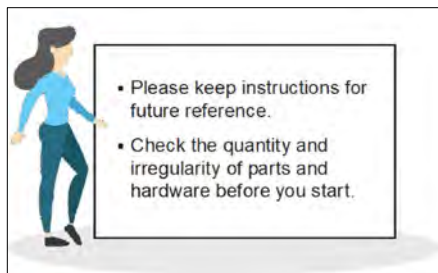 ▪ Please keep instructions for
future reference.
▪ Check the quantity and
irregularity of parts and
hardware before you start.